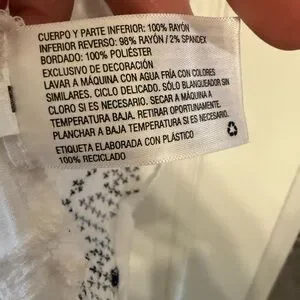 CUERPO Y PARTE INFERIOR: 100% RAYÓN
INFERIOR REVERSO: 98% RAYÓN / 2% SPANDEX
BORDADO: 100% POLIÉSTER
EXCLUSIVO DE DECORACIÓN
LAVAR A MÁQUINA CON AGUA FRÍA CON COLORES
SIMILARES. CICLO DELICADO. SÓLO BLANQUEADOR SIN
CLORO SI ES NECESARIO. SECAR A MÁQUINA A
TEMPERATURA BAJA. RETIRAR OPORTUNAMENTE.
PLANCHAR A BAJA TEMPERATURA SI ES NECESARIO.
ETIQUETA ELABORADA CON PLÁSTICO
100% RECICLADO